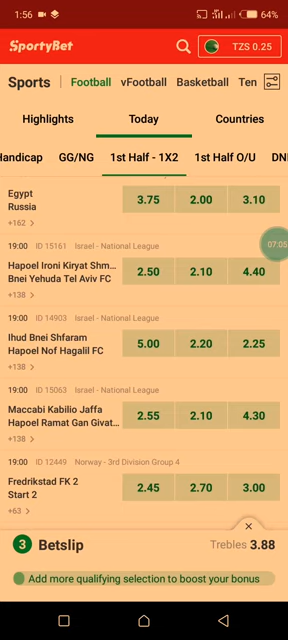 1:56
64%
SportyBet
TZS 0.25
Sports Football vFootball Basketball Ten
Highlights Today Countries
Handicap GG/NG 1st Half - 1X2 1st Half O/U DN
Egypt
Russia
3.75 2.00 3.10
+162 >
19:00 ID 15161 Israel - National League
Hapoel Ironi Kiryat Shm...
Bnei Yehuda Tel Aviv FC
2.50 2.10 4.40
+138 >
07:05
19:00 ID 14903 Israel - National League
Ihud Bnei Shfaram
Hapoel Nof Hagalil FC
5.00 2.20 2.25
+138 >
19:00 ID 15063 Israel - National League
Maccabi Kabilio Jaffa
Hapoel Ramat Gan Givat...
2.55 2.10 4.30
+138 >
19:00 ID 12449 Norway - 3rd Division Group 4
Fredrikstad FK 2
Start 2
2.45 2.70 3.00
+63 >
3 Betslip Trebles 3.88
Add more qualifying selection to boost your bonus